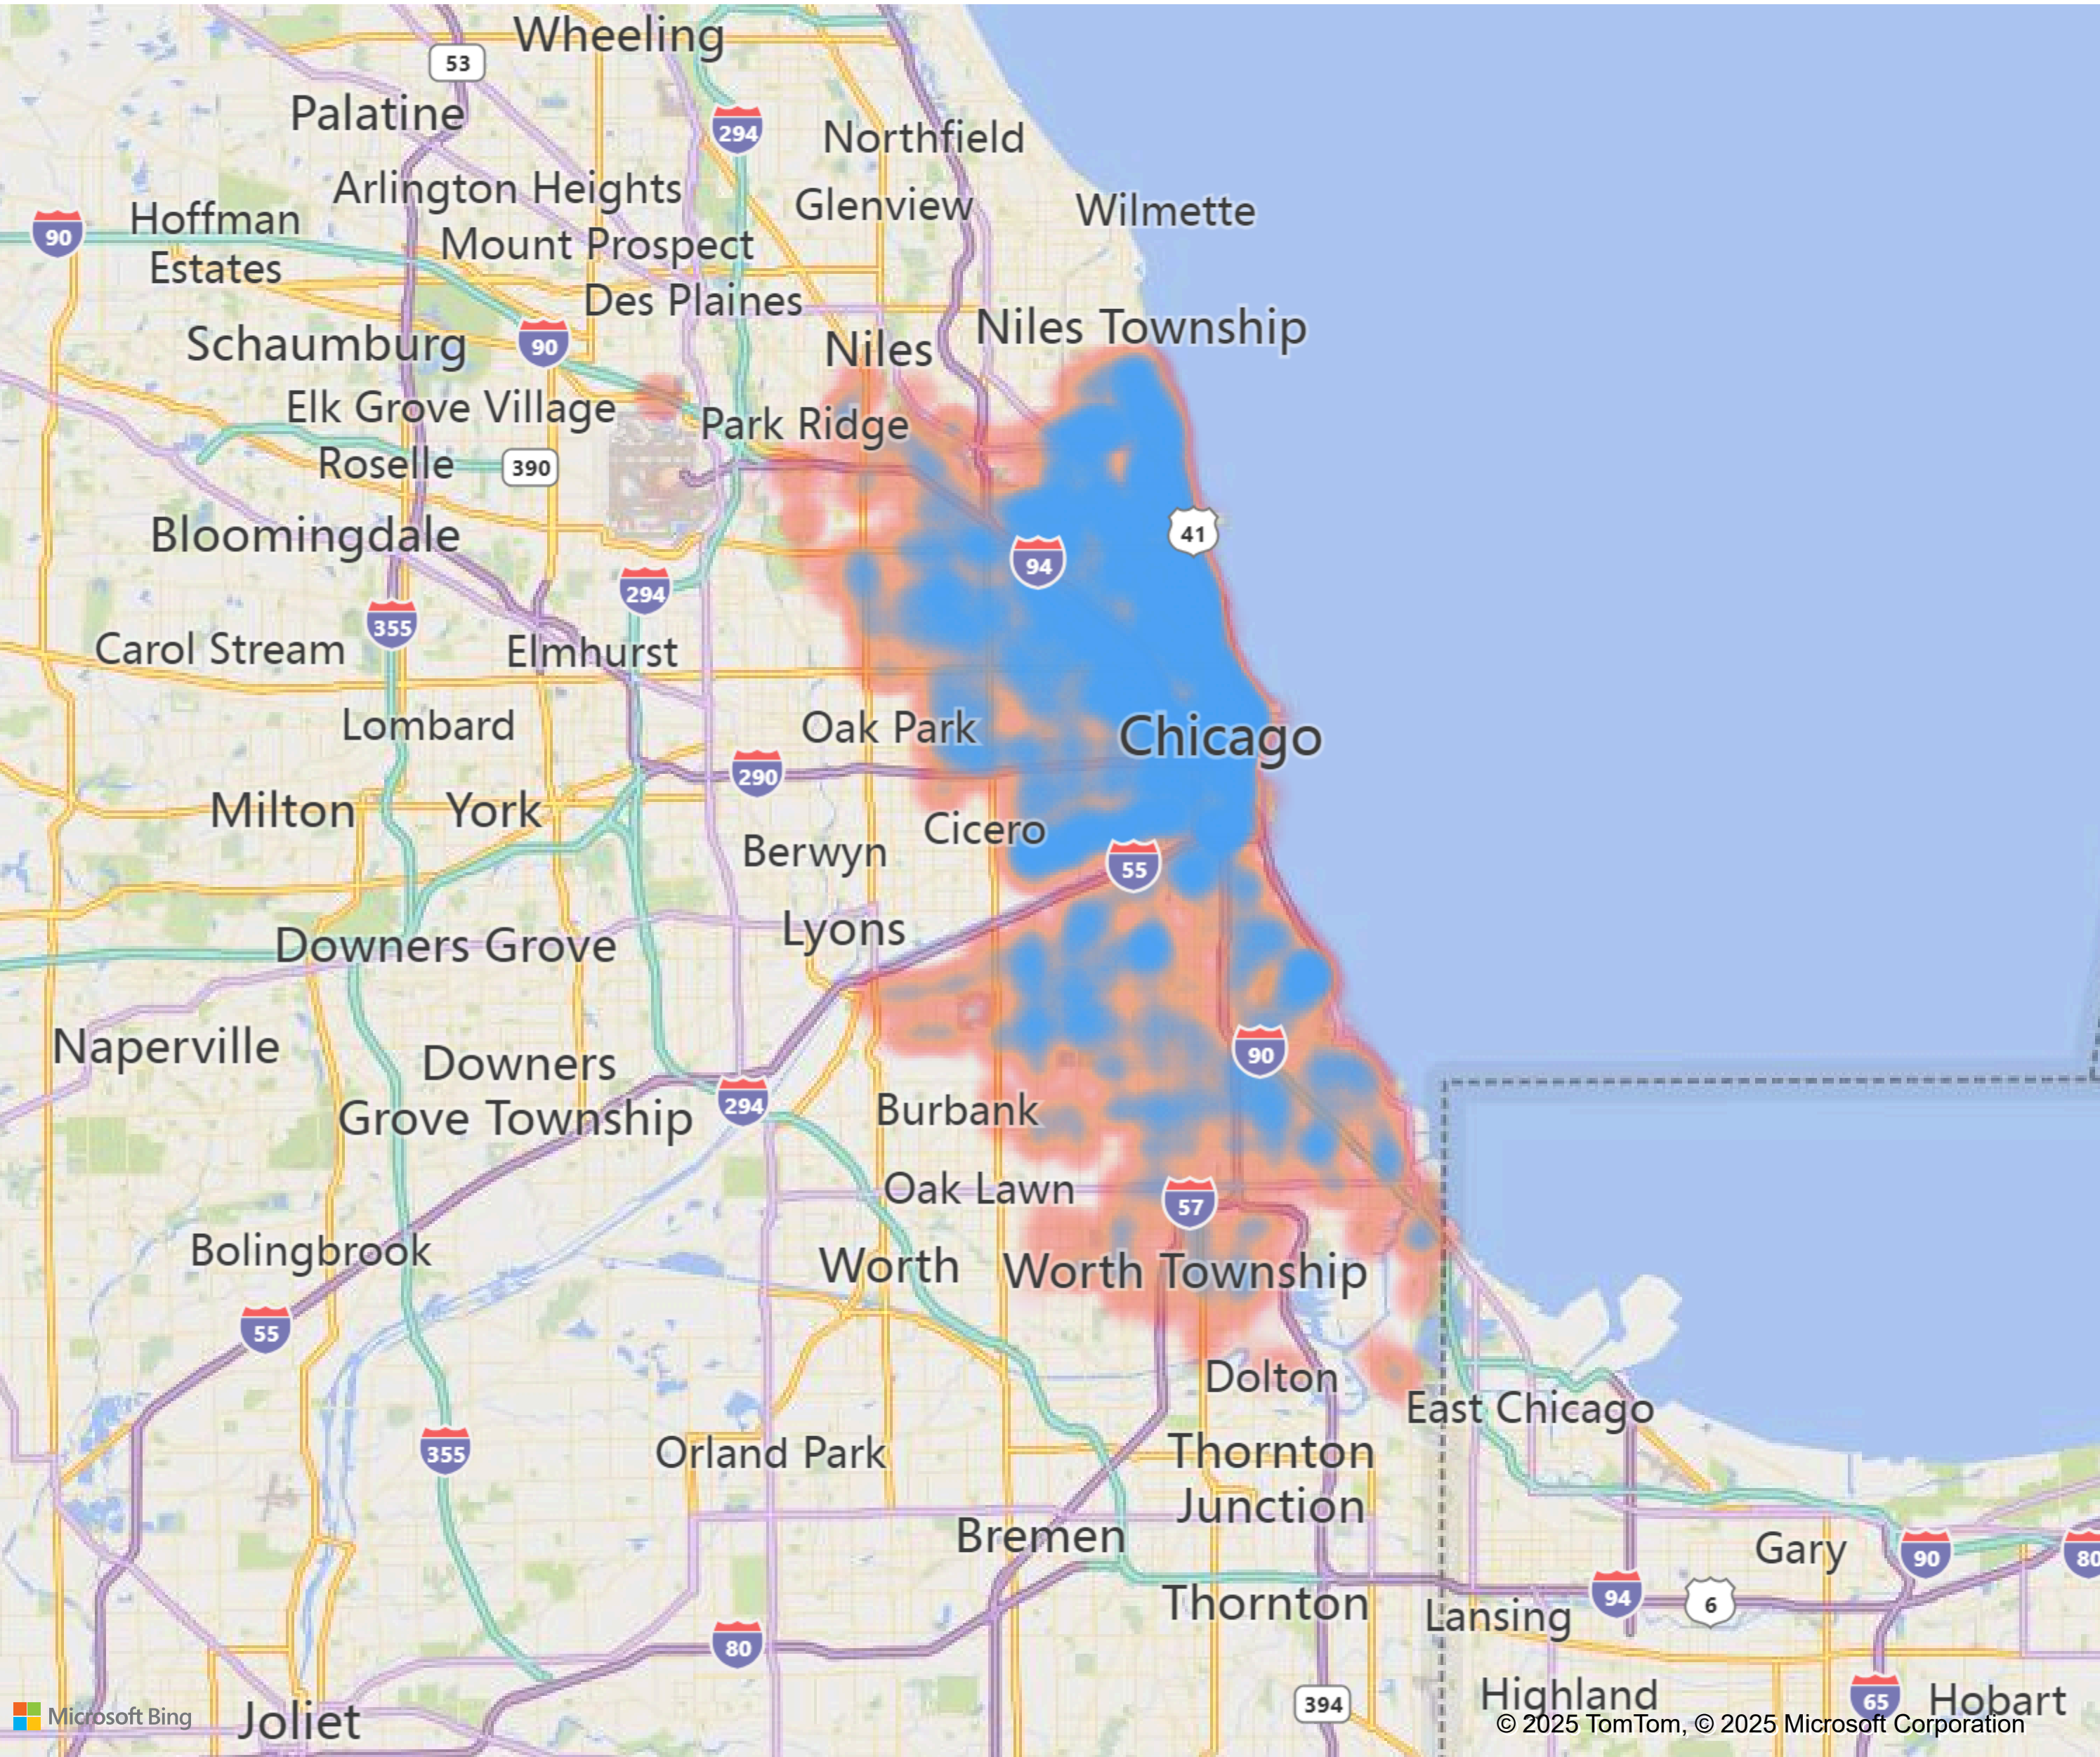 Wheeling
53
Palatine
294
Northfield
Arlington Heights
Glenview
Wilmette
90
Hoffman
Estates
Mount Prospect
Des Plaines
Niles Township
Schaumburg
90
Niles
Elk Grove Village
Park Ridge
Roselle
390
Bloomingdale
41
94
294
355
Carol Stream
Elmhurst
Lombard
Oak Park
Chicago
290
Milton
York
Cicero
Berwyn
55
Lyons
Downers Grove
Naperville
Downers
Grove Township
90
294
Burbank
Oak Lawn
57
Bolingbrook
Worth
Worth Township
55
Dolton
East Chicago
355
Orland Park
Thornton
Junction
Bremen
Gary
90
80
94
6
Thornton
Lansing
80
Highland
65
Hobart
394
Joliet
Microsoft Bing
© 2025 TomTom, © 2025 Microsoft Corporation